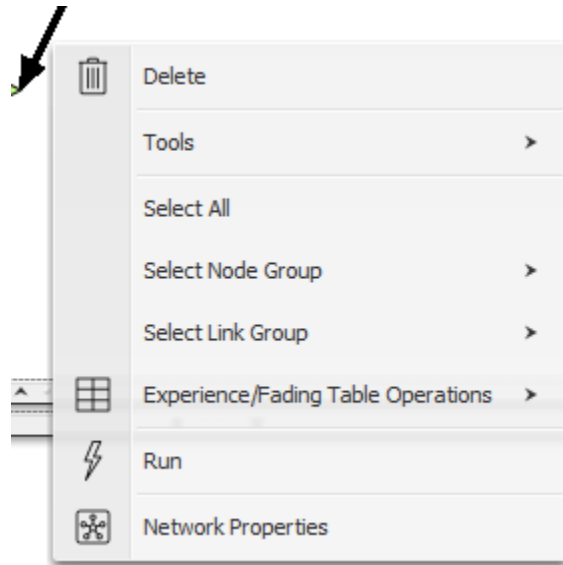 Delete
Tools
Select All
Select Node Group
Select Link Group
Experience/Fading Table Operations
Run
Network Properties